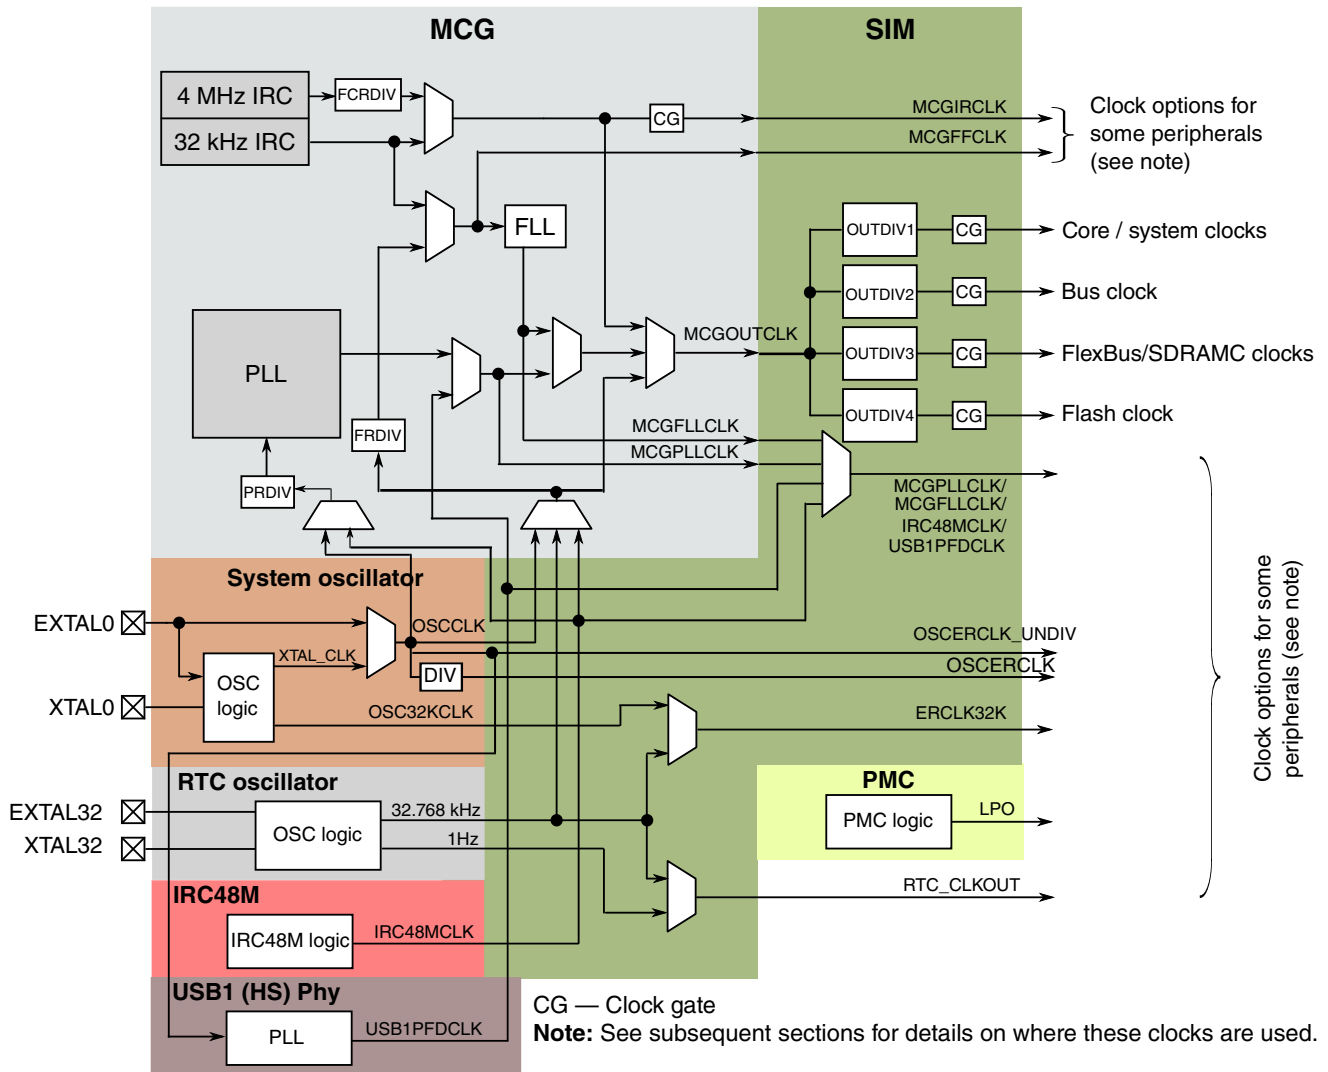 MCG
SIM
4 MHz IRC
FCRDIV
32 kHz IRC
CG
MCGIRCLK
MCGFFCLK
Clock options for
some peripherals
(see note)
FLL
OUTDIV1
CG
Core / system clocks
OUTDIV2
CG
Bus clock
MCGOUTCLK
OUTDIV3
CG
FlexBus/SDRAMC clocks
PLL
OUTDIV4
CG
Flash clock
FRDIV
MCGFLLCLK
MCGPLLCLK
PRDIV
MCGPLLCLK/
MCGFLLCLK/
IRC48MCLK/
USB1PFDCLK
System oscillator
EXTAL0
OSCCLK
OSCERCLK_UNDIV
XTAL_CLK
OSC
logic
DIV
OSCERCLK
XTAL0
OSC32KCLK
ERCLK32K
Clock options for some
peripherals (see note)
RTC oscillator
PMC
EXTAL32
32.768 kHz
OSC logic
PMC logic
LPO
XTAL32
1Hz
RTC_CLKOUT
IRC48M
IRC48M logic
IRC48MCLK
USB1 (HS) Phy
PLL
USB1PFDCLK
CG — Clock gate
Note: See subsequent sections for details on where these clocks are used.